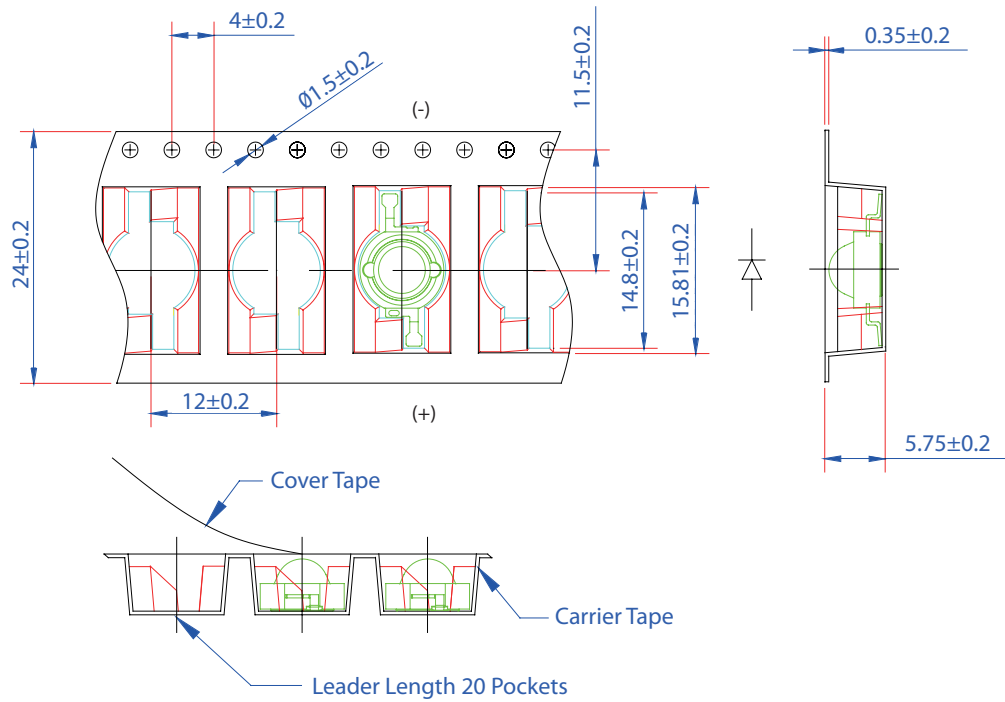 4±0.2
Ø1.5±0.2
(-)
11.5±0.2
0.35±0.2
24±0.2
14.8±0.2
15.81±0.2
12±0.2
(+)
5.75±0.2
Cover Tape
Carrier Tape
Leader Length 20 Pockets